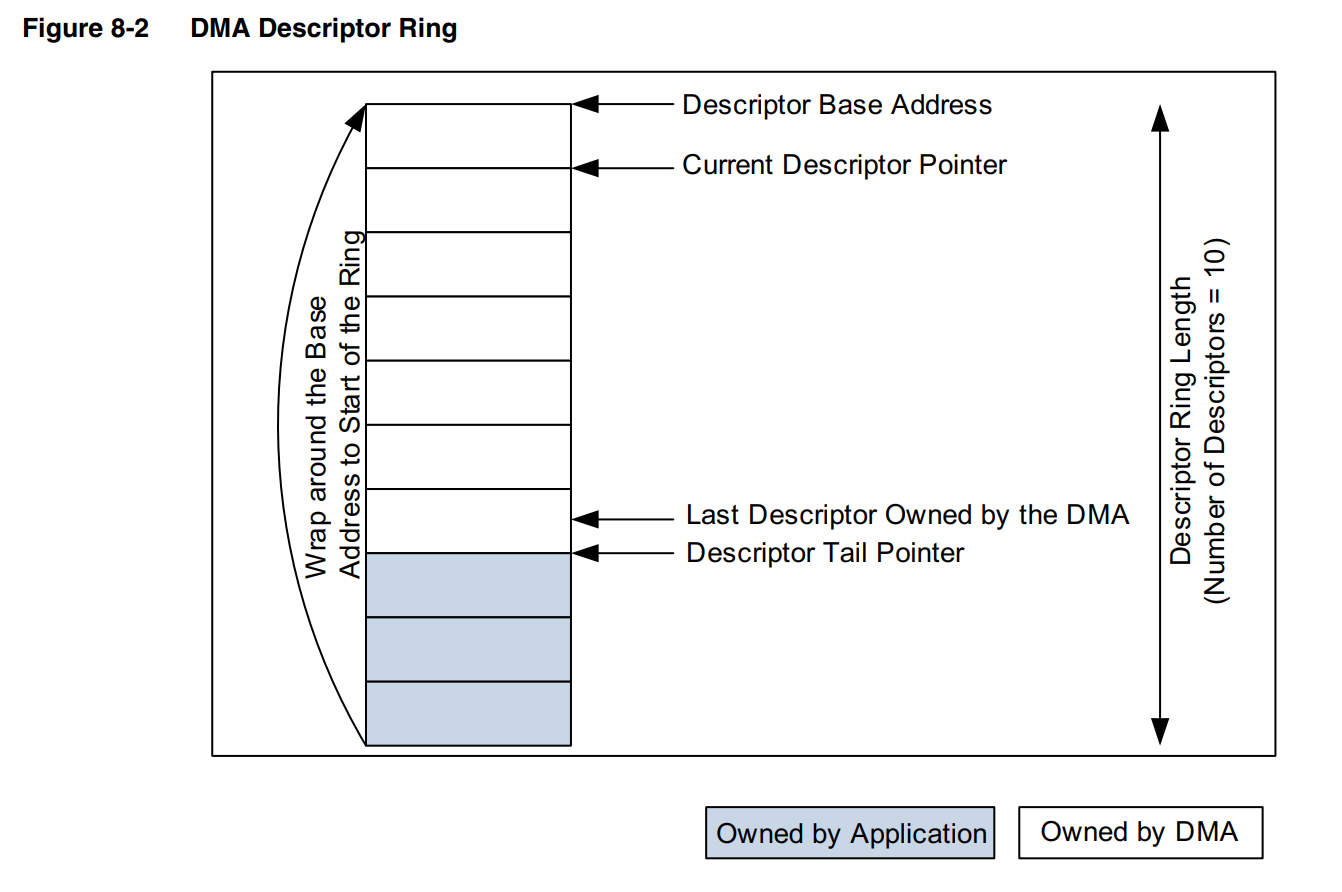 Figure 8-2 DMA Descriptor Ring
Descriptor Base Address
Current Descriptor Pointer
Wrap around the Base
Address to Start of the Ring
Last Descriptor Owned by the DMA
Descriptor Tail Pointer
Descriptor Ring Length
(Number of Descriptors = 10)
Owned by Application
Owned by DMA